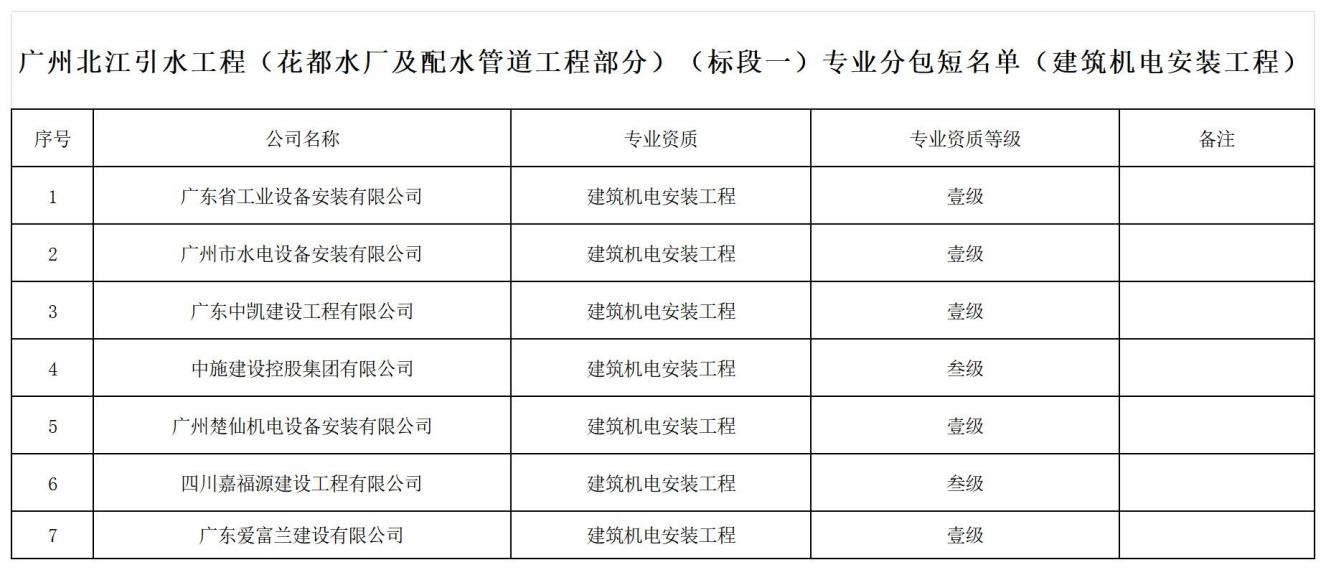 广州北江引水工程（花都水厂及配水管道工程部分）（标段一）专业分包短名单（建筑机电安装工程）
序号 公司名称 专业资质 专业资质等级 备注
1 广东省工业设备安装有限公司 建筑机电安装工程 壹级
2 广州市水电设备安装有限公司 建筑机电安装工程 壹级
3 广东中凯建设工程有限公司 建筑机电安装工程 壹级
4 中施建设控股集团有限公司 建筑机电安装工程 叁级
5 广州楚仙机电设备安装有限公司 建筑机电安装工程 壹级
6 四川嘉福源建设工程有限公司 建筑机电安装工程 叁级
7 广东爱富兰建设有限公司 建筑机电安装工程 壹级